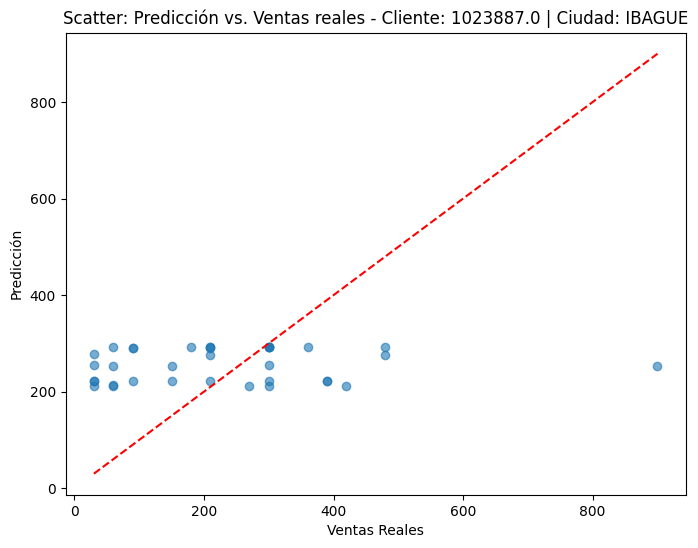 Scatter: Predicción vs. Ventas reales - Cliente: 1023887.0 | Ciudad: IBAGUE
Predicción
800
600
400
200
0
0 200 400 600 800
Ventas Reales